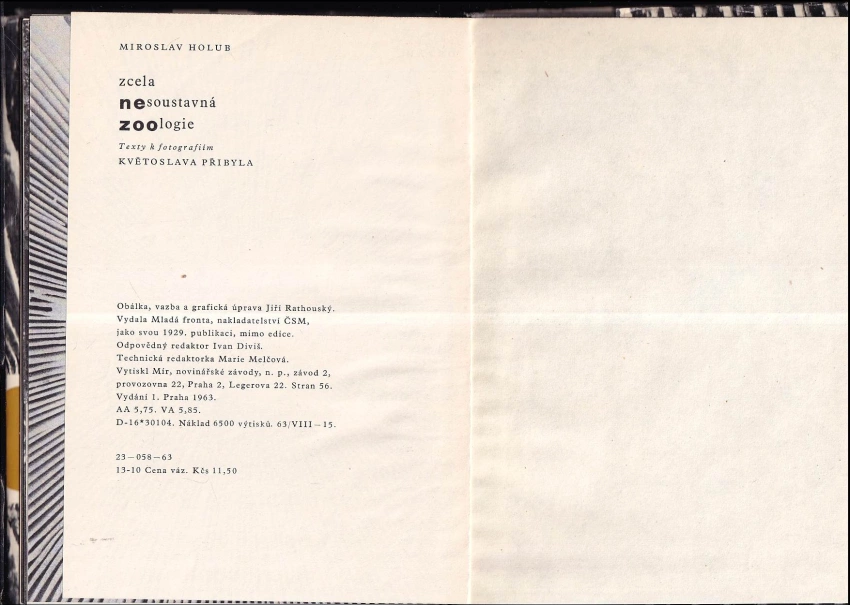 MIROSLAV HOLUB
zcela
nesoustavná
zoologie
Texty k fotografiím
KVĚTOSLAVA PŘIBYLA
Obálka, vazba a grafická úprava Jiří Rathouský.
Vydala Mladá fronta, nakladatelství ČSM,
jako svou 1929. publikaci, mimo edice.
Odpovědný redaktor Ivan Diviš.
Technická redaktorka Marie Melčová.
Vytiskl Mír, novinářské závody, n. p., závod 2,
provozovna 22, Praha 2, Legerova 22. Stran 56.
Vydání 1. Praha 1963.
AA 5,75. VA 5,85.
D-16*30104. Náklad 6500 výtisků. 63/VIII—15.
23—058—63
13-10 Cena váz. Kčs 11,50